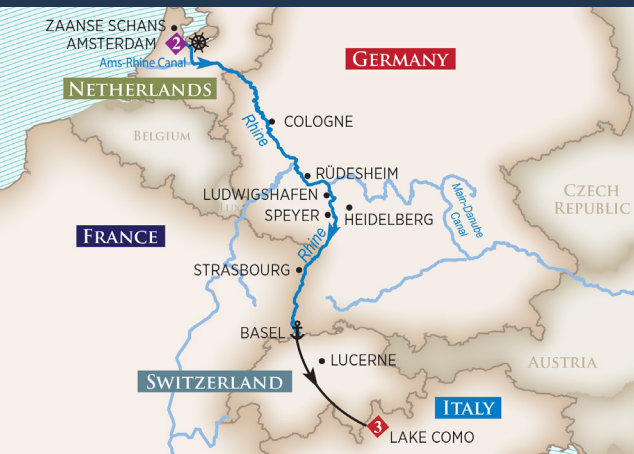 ZAANSE SCHANS
AMSTERDAM 2
Ams-Rhine Canal
NETHERLANDS
GERMANY
BELGIUM
COLOGNE
Rhine
RÜDESHEIM
LUDWIGSHAFEN
SPEYER
HEIDELBERG
Main-Danube
Canal
CZECH
REPUBLIC
LUX
FRANCE
Rhine
STRASBOURG
BASEL
LUCERNE
AUSTRIA
SWITZERLAND
ITALY
3
LAKE COMO